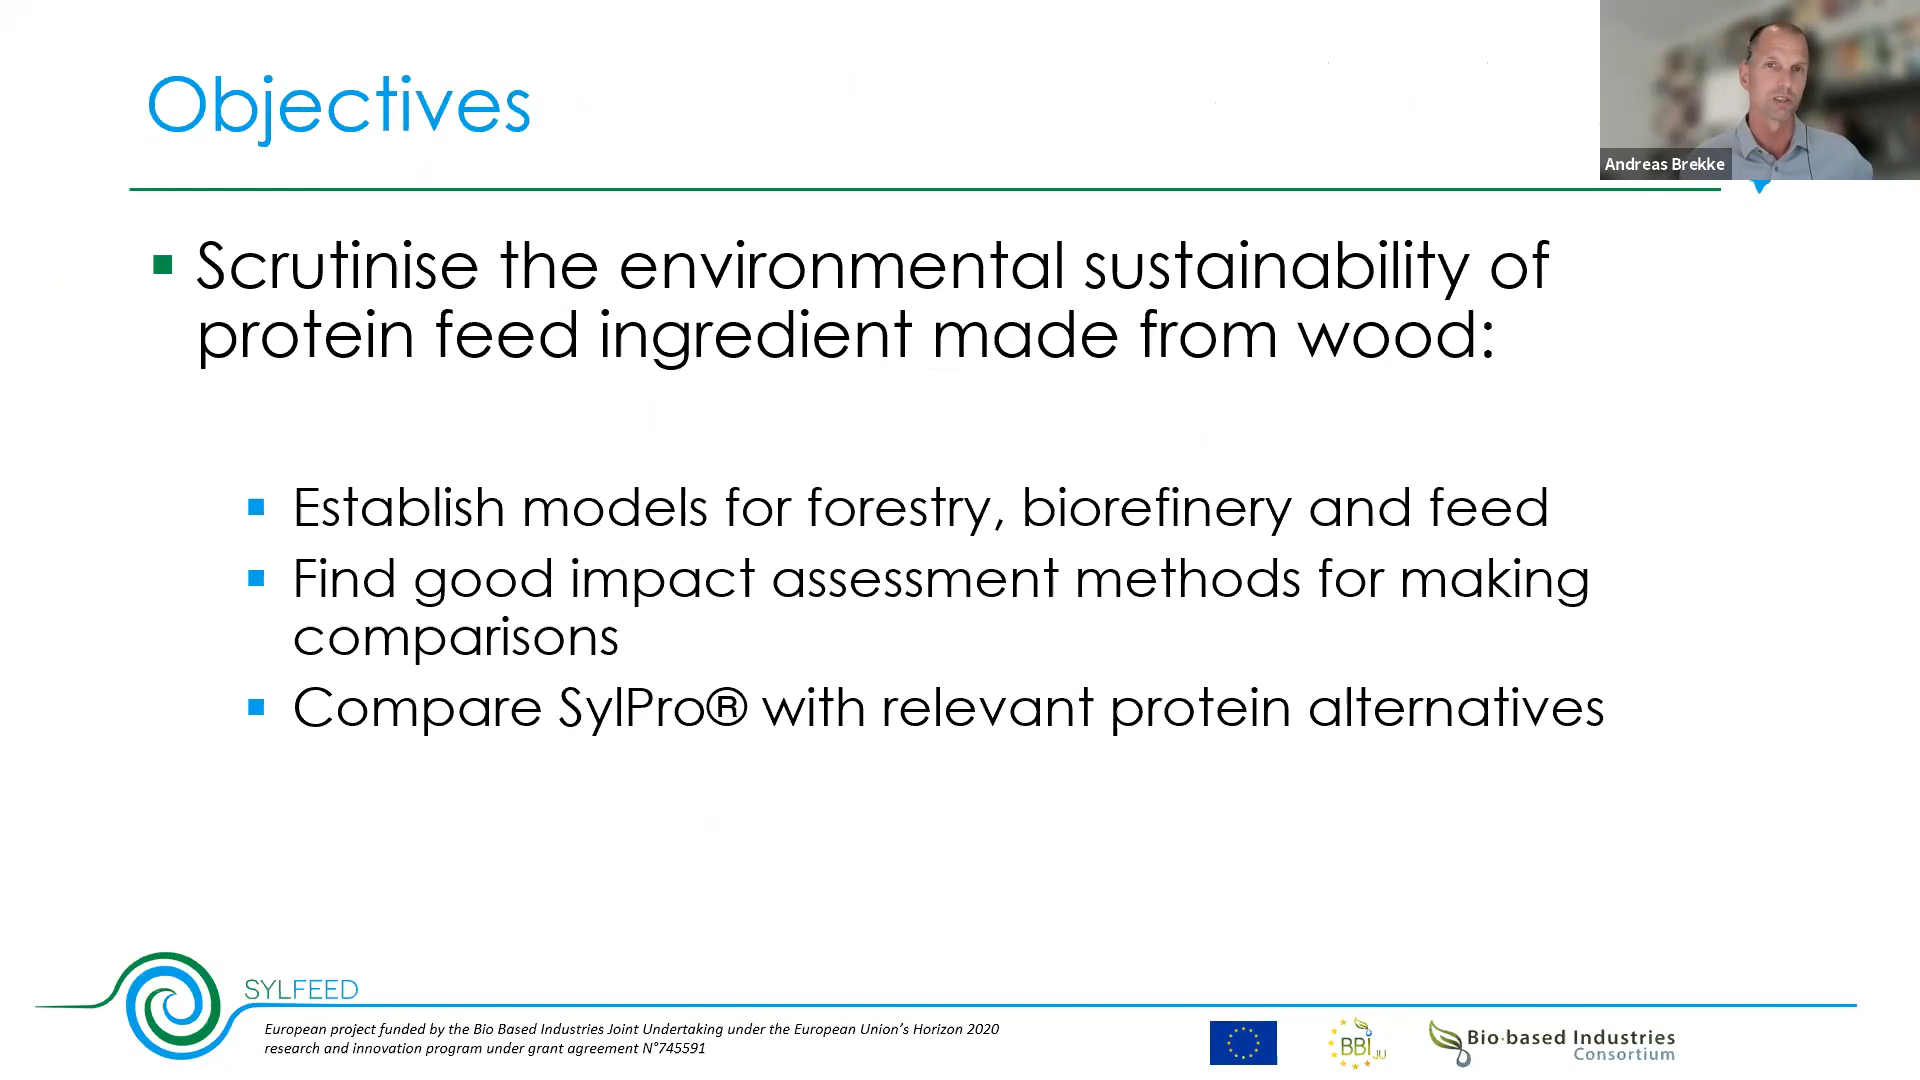 Objectives
Andreas Brekke
Scrutinise the environmental sustainability of
protein feed ingredient made from wood:
Establish models for forestry, biorefinery and feed
Find good impact assessment methods for making
comparisons
Compare SylPro® with relevant protein alternatives
SYLFEED
European project funded by the Bio Based Industries Joint Undertaking under the European Union's Horizon 2020
research and innovation program under grant agreement N°745591
BBI JU
Bio-based Industries
Consortium